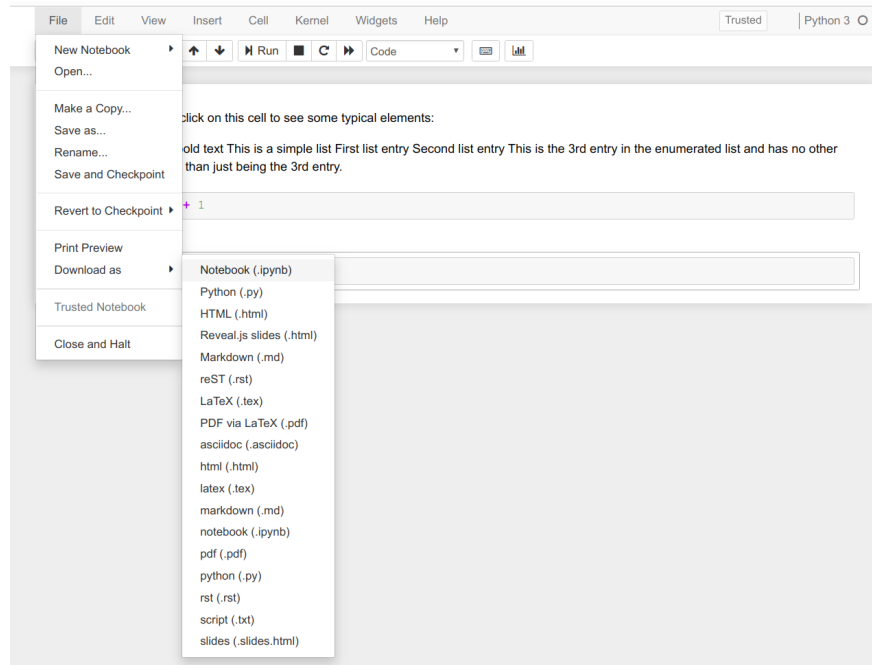 File Edit View Insert Cell Kernel Widgets Help Trusted Python 3
New Notebook Run Code
Open...
Make a Copy...
click on this cell to see some typical elements:
Save as...
Rename...
old text This is a simple list First list entry Second list entry This is the 3rd entry in the enumerated list and has no other
Save and Checkpoint
than just being the 3rd entry.
Revert to Checkpoint
+ 1
Print Preview
Download as
Trusted Notebook
Close and Halt
Notebook (.ipynb)
Python (.py)
HTML (.html)
Reveal.js slides (.html)
Markdown (.md)
reST (.rst)
LaTeX (.tex)
PDF via LaTeX (.pdf)
asciidoc (.asciidoc)
html (.html)
latex (.tex)
markdown (.md)
notebook (.ipynb)
pdf (.pdf)
python (.py)
rst (.rst)
script (.txt)
slides (.slides.html)